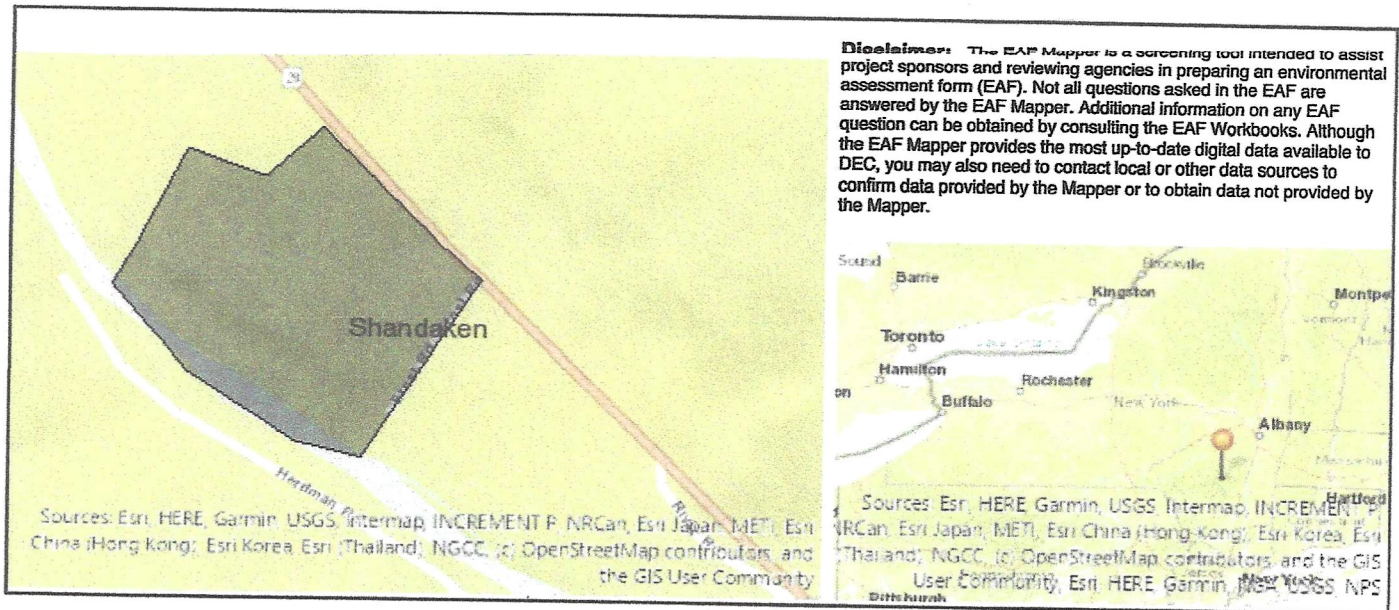 28
Shandaken
Herdman
Sources: Esri, HERE, Garmin, USGS, Intermap, INCREMENT P, NRCan, Esri Japan, METI, Esri
China (Hong Kong), Esri Korea, Esri (Thailand), NGCC, (c) OpenStreetMap contributors, and
the GIS User Community
Disclaimer: The EAF Mapper is a screening tool intended to assist
project sponsors and reviewing agencies in preparing an environmental
assessment form (EAF). Not all questions asked in the EAF are
answered by the EAF Mapper. Additional information on any EAF
question can be obtained by consulting the EAF Workbooks. Although
the EAF Mapper provides the most up-to-date digital data available to
DEC, you may also need to contact local or other data sources to
confirm data provided by the Mapper or to obtain data not provided by
the Mapper.
Sound
Barrie
Brockville
Kingston
Montpe
Vermont
Toronto
Hamilton
on
Rochester
Buffalo
New York
Albany
Hartford
Sources: Esri, HERE, Garmin, USGS, Intermap, INCREMENT P,
NRCan, Esri Japan, METI, Esri China (Hong Kong), Esri Korea, Esri
(Thailand), NGCC, (c) OpenStreetMap contributors, and the GIS
User Community, Esri, HERE, Garmin, NGA, USGS, NPS
New York
Pittsburgh